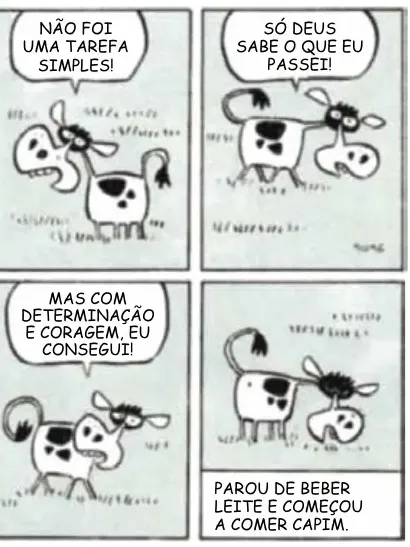 NÃO FOI
UMA TAREFA
SIMPLES!
SÓ DEUS
SABE O QUE EU
PASSEI!
MAS COM
DETERMINAÇÃO
E CORAGEM, EU
CONSEGUI!
PAROU DE BEBER
LEITE E COMEÇOU
A COMER CAPIM.